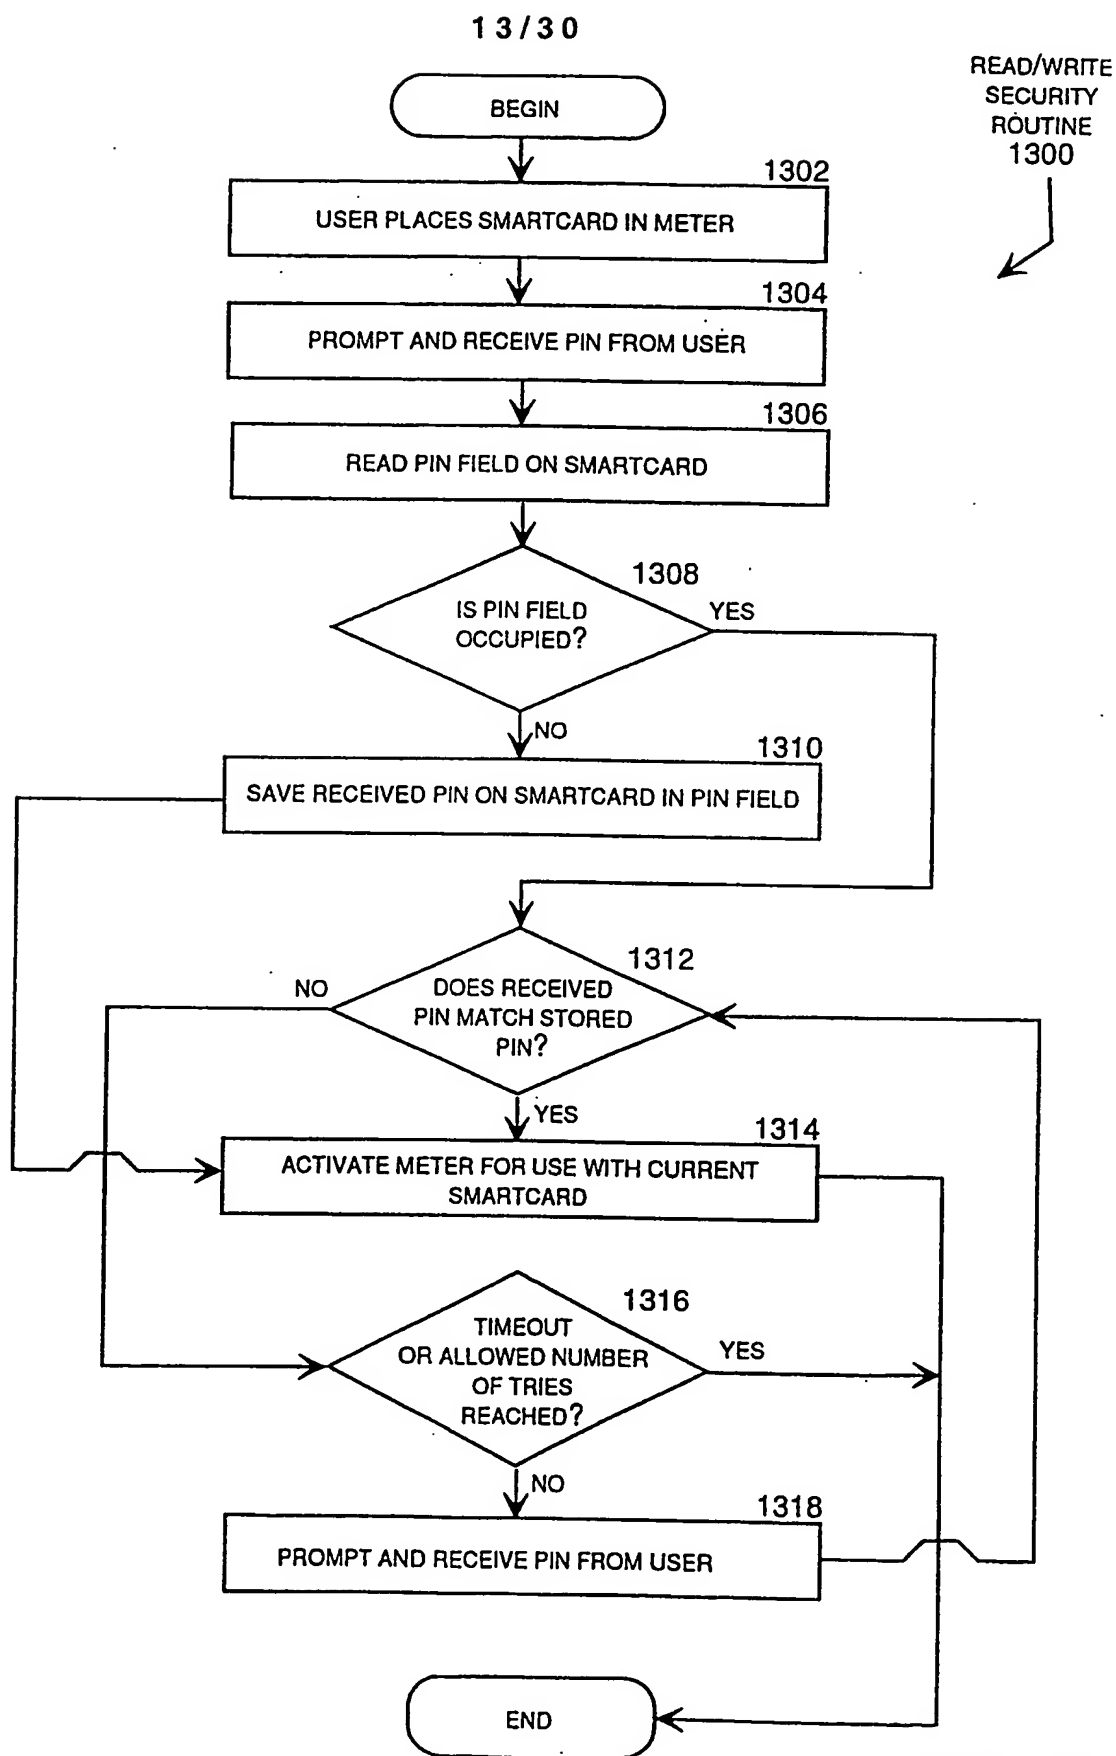 13/30
READ/WRITE
SECURITY
ROUTINE
1300
BEGIN
1302
USER PLACES SMARTCARD IN METER
1304
PROMPT AND RECEIVE PIN FROM USER
1306
READ PIN FIELD ON SMARTCARD
1308
IS PIN FIELD
OCCUPIED?
YES
NO
1310
SAVE RECEIVED PIN ON SMARTCARD IN PIN FIELD
1312
NO
DOES RECEIVED
PIN MATCH STORED
PIN?
YES
1314
ACTIVATE METER FOR USE WITH CURRENT
SMARTCARD
1316
TIMEOUT
OR ALLOWED NUMBER
OF TRIES
REACHED?
YES
NO
1318
PROMPT AND RECEIVE PIN FROM USER
END